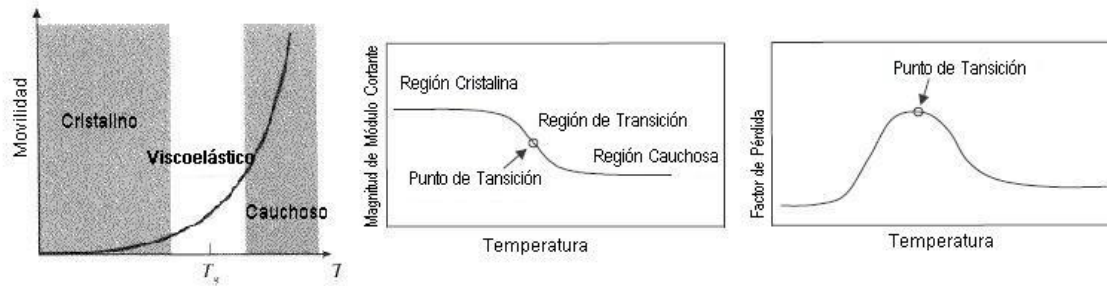 Movilidad
Cristalino
Viscoelástico
Cauchoso
Tg
T
Magnitud de Módulo Cortante
Región Cristalina
Región de Transición
Región Cauchosa
Punto de Tansición
Temperatura
Factor de Pérdida
Punto de Tansición
Temperatura